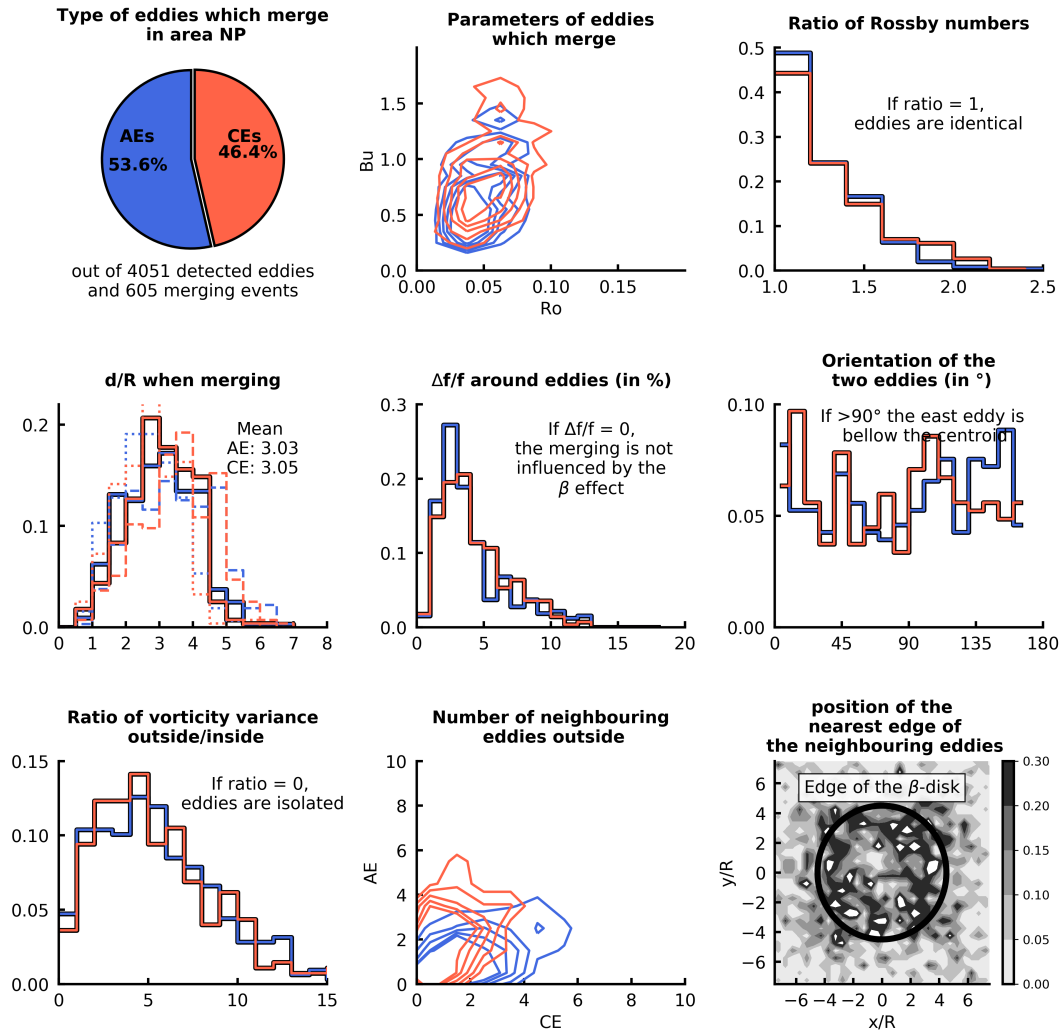 Type of eddies which merge
in area NP
AEs
53.6%
CEs
46.4%
out of 4051 detected eddies
and 605 merging events
Parameters of eddies
which merge
Bu
1.5
1.0
0.5
0.0
0.00 0.05 0.10 0.15
Ro
Ratio of Rossby numbers
If ratio = 1,
eddies are identical
0.5
0.4
0.3
0.2
0.1
0.0
1.0 1.5 2.0 2.5
d/R when merging
Mean
AE: 3.03
CE: 3.05
0.2
0.1
0.0
0 1 2 3 4 5 6 7 8
Δf/f around eddies (in %)
If Δf/f = 0,
the merging is not
influenced by the
β effect
0.3
0.2
0.1
0.0
0 5 10 15 20
Orientation of the
two eddies (in °)
If >90° the east eddy is
bellow the centroid
0.10
0.05
0.00
0 45 90 135 180
Ratio of vorticity variance
outside/inside
If ratio = 0,
eddies are isolated
0.15
0.10
0.05
0.00
0 5 10 15
Number of neighbouring
eddies outside
AE
10
8
6
4
2
0
0 2 4 6 8 10
CE
position of the
nearest edge of
the neighbouring eddies
Edge of the β-disk
y/R
6
4
2
0
−2
−4
−6
−6 −4 −2 0 2 4 6
x/R
0.30
0.20
0.15
0.10
0.05
0.00